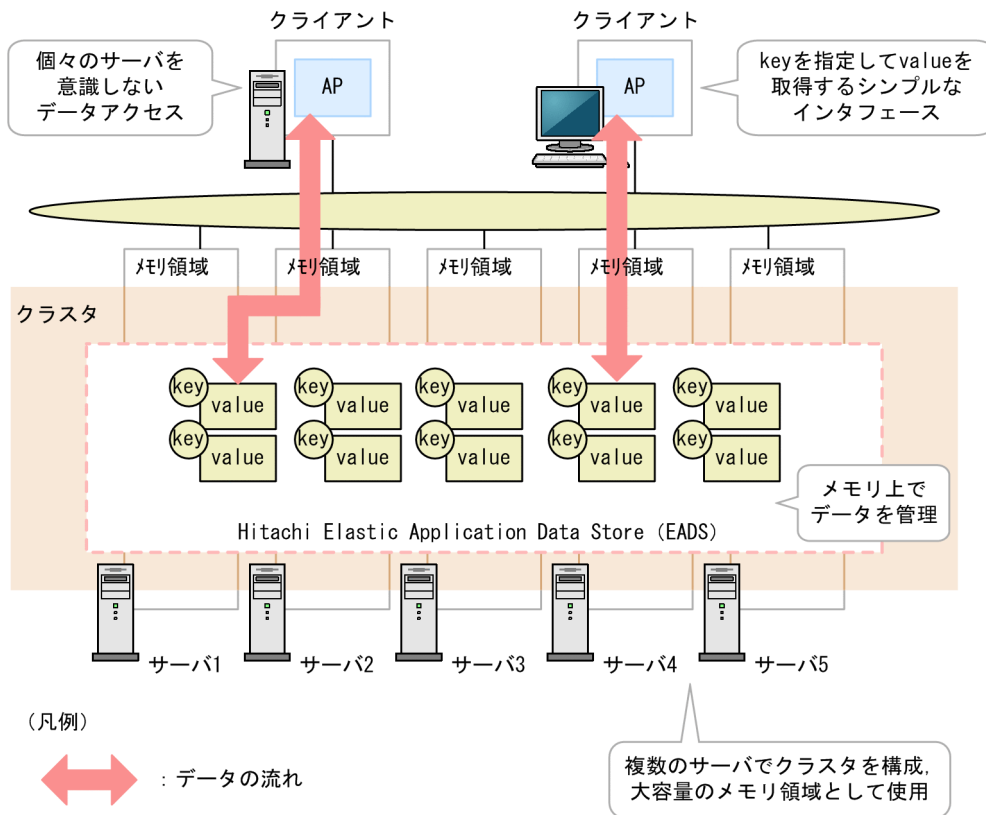 クライアント
クライアント
個々のサーバを
意識しない
データアクセス
AP
AP
keyを指定してvalueを
取得するシンプルな
インタフェース
ﾒﾓﾘ領域
ﾒﾓﾘ領域
ﾒﾓﾘ領域
ﾒﾓﾘ領域
ﾒﾓﾘ領域
クラスタ
key
value
key
value
key
value
key
value
key
value
key
value
key
value
key
value
key
value
key
value
メモリ上で
データを管理
Hitachi Elastic Application Data Store (EADS)
サーバ1
サーバ2
サーバ3
サーバ4
サーバ5
(凡例)
：データの流れ
複数のサーバでクラスタを構成,
大容量のメモリ領域として使用